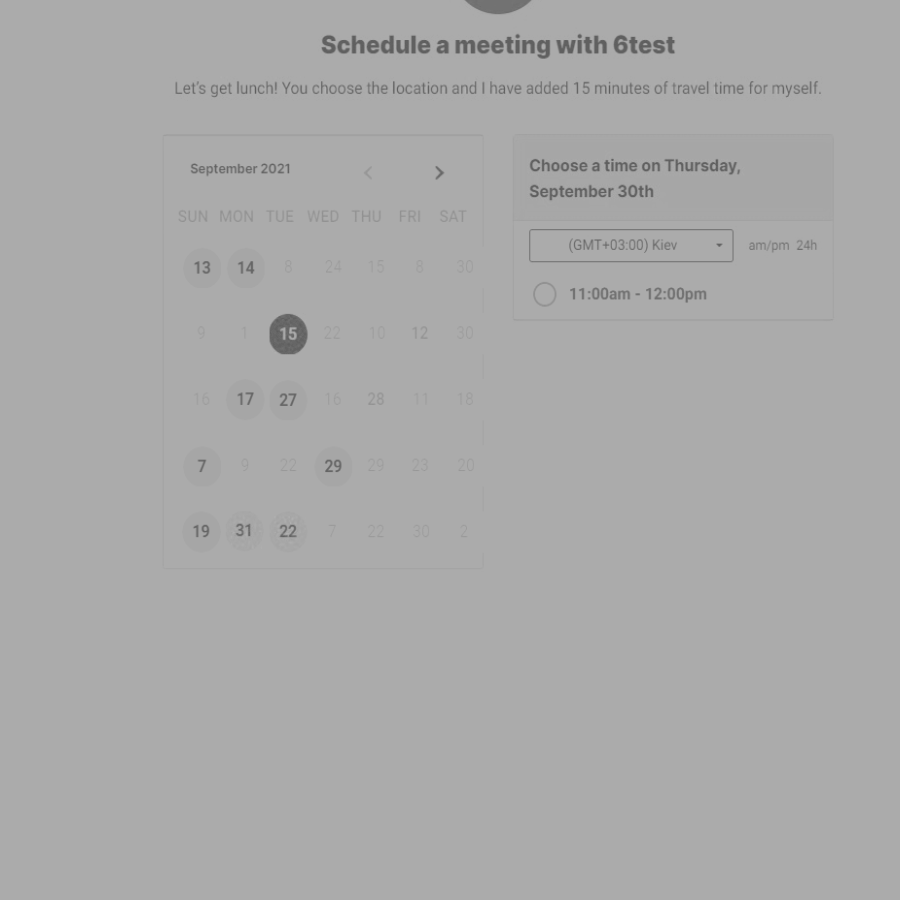 Schedule a meeting with 6test
Let's get lunch! You choose the location and I have added 15 minutes of travel time for myself.
September 2021
SUN MON TUE WED THU FRI SAT
13 14 8 24 15 8 30
9 1 15 22 10 12 30
16 17 27 16 28 11 18
7 9 22 29 29 23 20
19 31 22 7 22 30 2
Choose a time on Thursday,
September 30th
(GMT+03:00) Kiev am/pm 24h
11:00am - 12:00pm